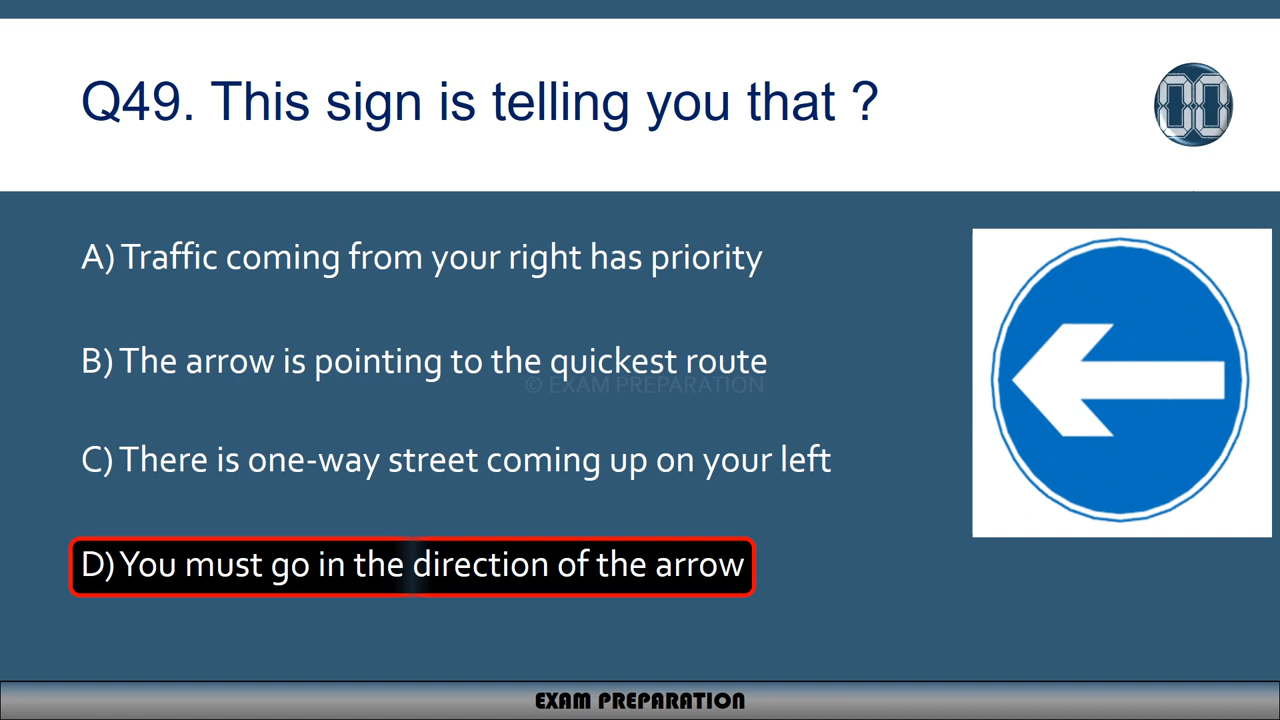 Q49. This sign is telling you that ?
00
A) Traffic coming from your right has priority
B) The arrow is pointing to the quickest route
© EXAM PREPARATION
C) There is one-way street coming up on your left
D) You must go in the direction of the arrow
EXAM PREPARATION